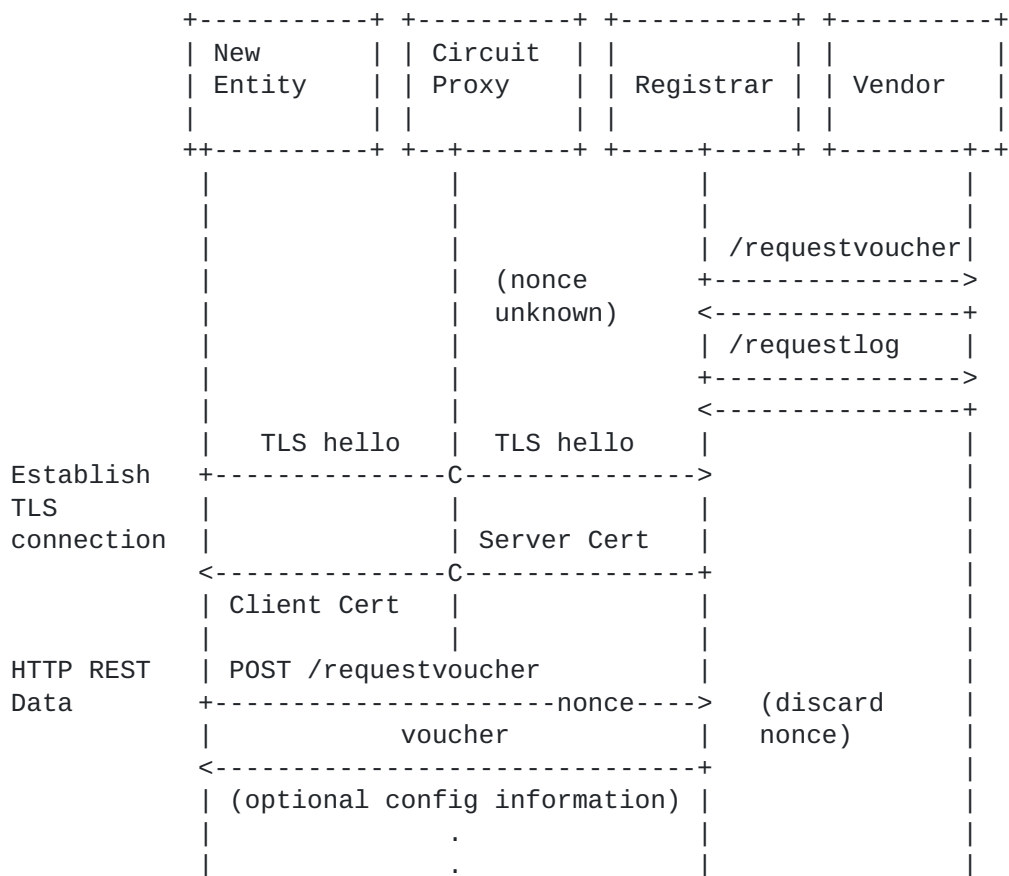 New Circuit
Entity Proxy Registrar Vendor
/requestvoucher
(nonce
unknown)
/requestlog
TLS hello TLS hello
Establish
TLS
connection Server Cert
C
C
Client Cert
HTTP REST POST /requestvoucher
Data nonce (discard
voucher nonce)
(optional config information)
.
.